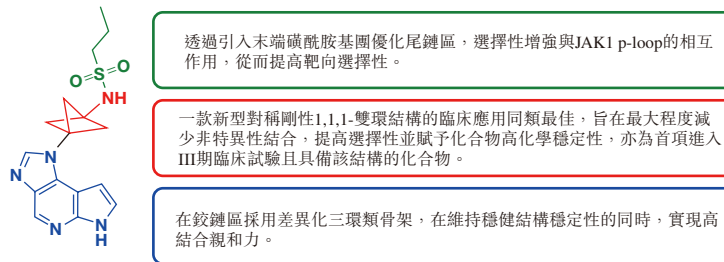 O
S
O
NH
N
N
N
N
H
透過引入末端磺酰胺基團優化尾鏈區，選擇性增強與JAK1 p-loop的相互
作用，從而提高靶向選擇性。
一款新型對稱剛性1,1,1-雙環結構的臨床應用同類最佳，旨在最大程度減
少非特異性結合，提高選擇性並賦予化合物高化學穩定性，亦為首項進入
III期臨床試驗且具備該結構的化合物。
在鉸鏈區採用差異化三環類骨架，在維持穩健結構穩定性的同時，實現高
結合親和力。